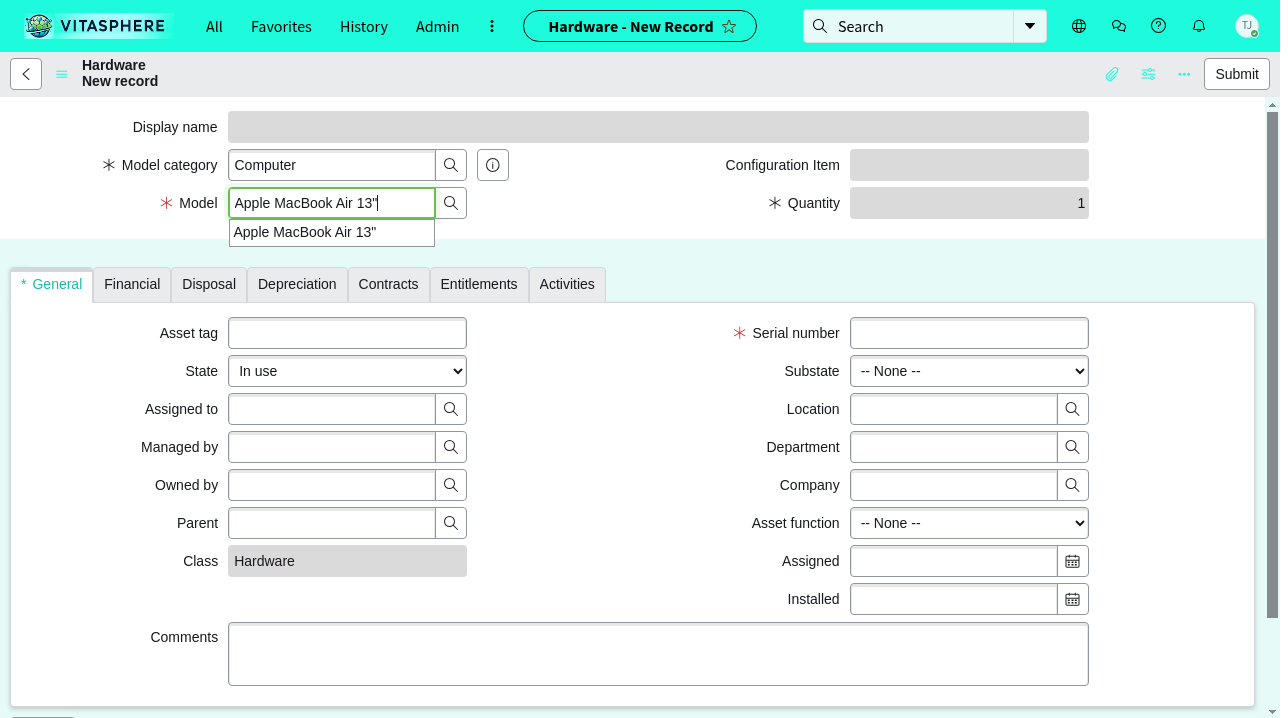 VITASPHERE
All
Favorites
History
Admin
Hardware - New Record
Search
TJ
Hardware
New record
Submit
Display name
Model category
Computer
Configuration Item
Model
Apple MacBook Air 13"
Quantity
1
Apple MacBook Air 13"
* General
Financial
Disposal
Depreciation
Contracts
Entitlements
Activities
Asset tag
Serial number
State
In use
Substate
-- None --
Assigned to
Location
Managed by
Department
Owned by
Company
Parent
Asset function
-- None --
Class
Hardware
Assigned
Installed
Comments